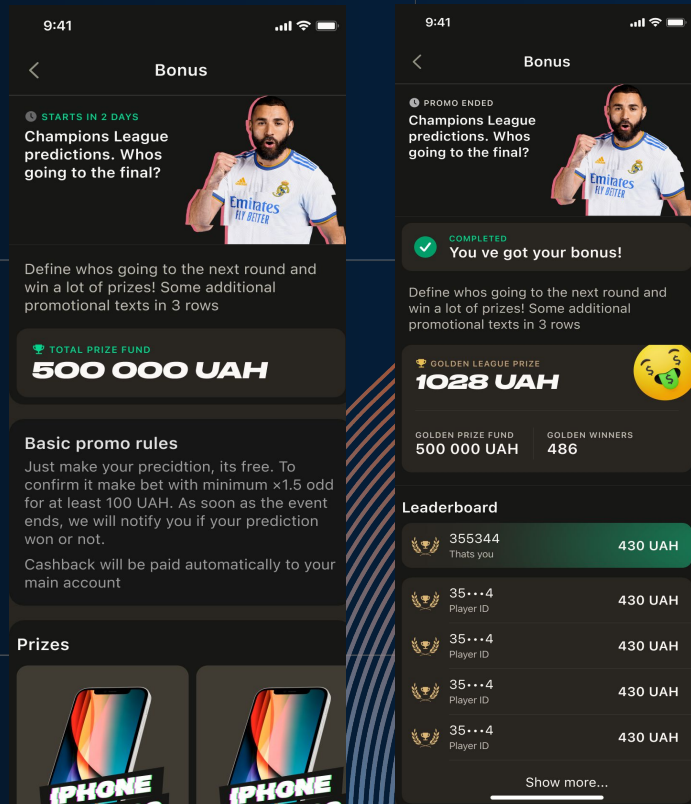 9:41
Bonus
STARTS IN 2 DAYS
Champions League
predictions. Whos
going to the final?
Emirates
FLY BETTER
Define whos going to the next round and
win a lot of prizes! Some additional
promotional texts in 3 rows
TOTAL PRIZE FUND
500 000 UAH
Basic promo rules
Just make your precidtion, its free. To
confirm it make bet with minimum ×1.5 odd
for at least 100 UAH. As soon as the event
ends, we will notify you if your prediction
won or not.
Cashback will be paid automatically to your
main account
Prizes
IPHONE
IPHONE
9:41
Bonus
PROMO ENDED
Champions League
predictions. Whos
going to the final?
Emirates
FLY BETTER
COMPLETED
You ve got your bonus!
Define whos going to the next round and
win a lot of prizes! Some additional
promotional texts in 3 rows
GOLDEN LEAGUE PRIZE
1028 UAH
GOLDEN PRIZE FUND
500 000 UAH
GOLDEN WINNERS
486
Leaderboard
355344
Thats you
430 UAH
35•••4
Player ID
430 UAH
35•••4
Player ID
430 UAH
35•••4
Player ID
430 UAH
35•••4
Player ID
430 UAH
Show more...